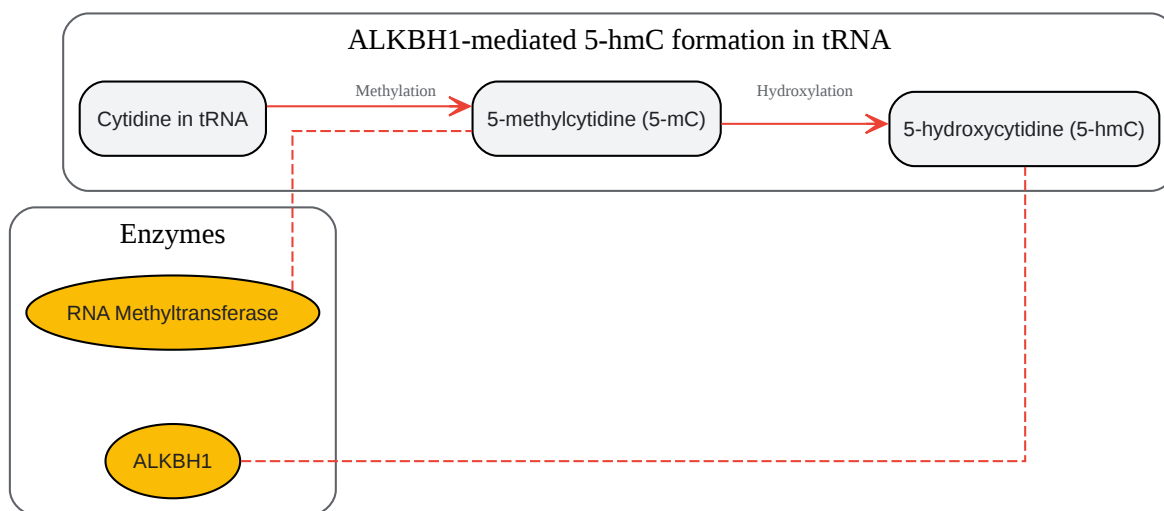 ALKBH1-mediated 5-hmC formation in tRNA
Methylation
Hydroxylation
Cytidine in tRNA
5-methylcytidine (5-mC)
5-hydroxycytidine (5-hmC)
Enzymes
RNA Methyltransferase
ALKBH1